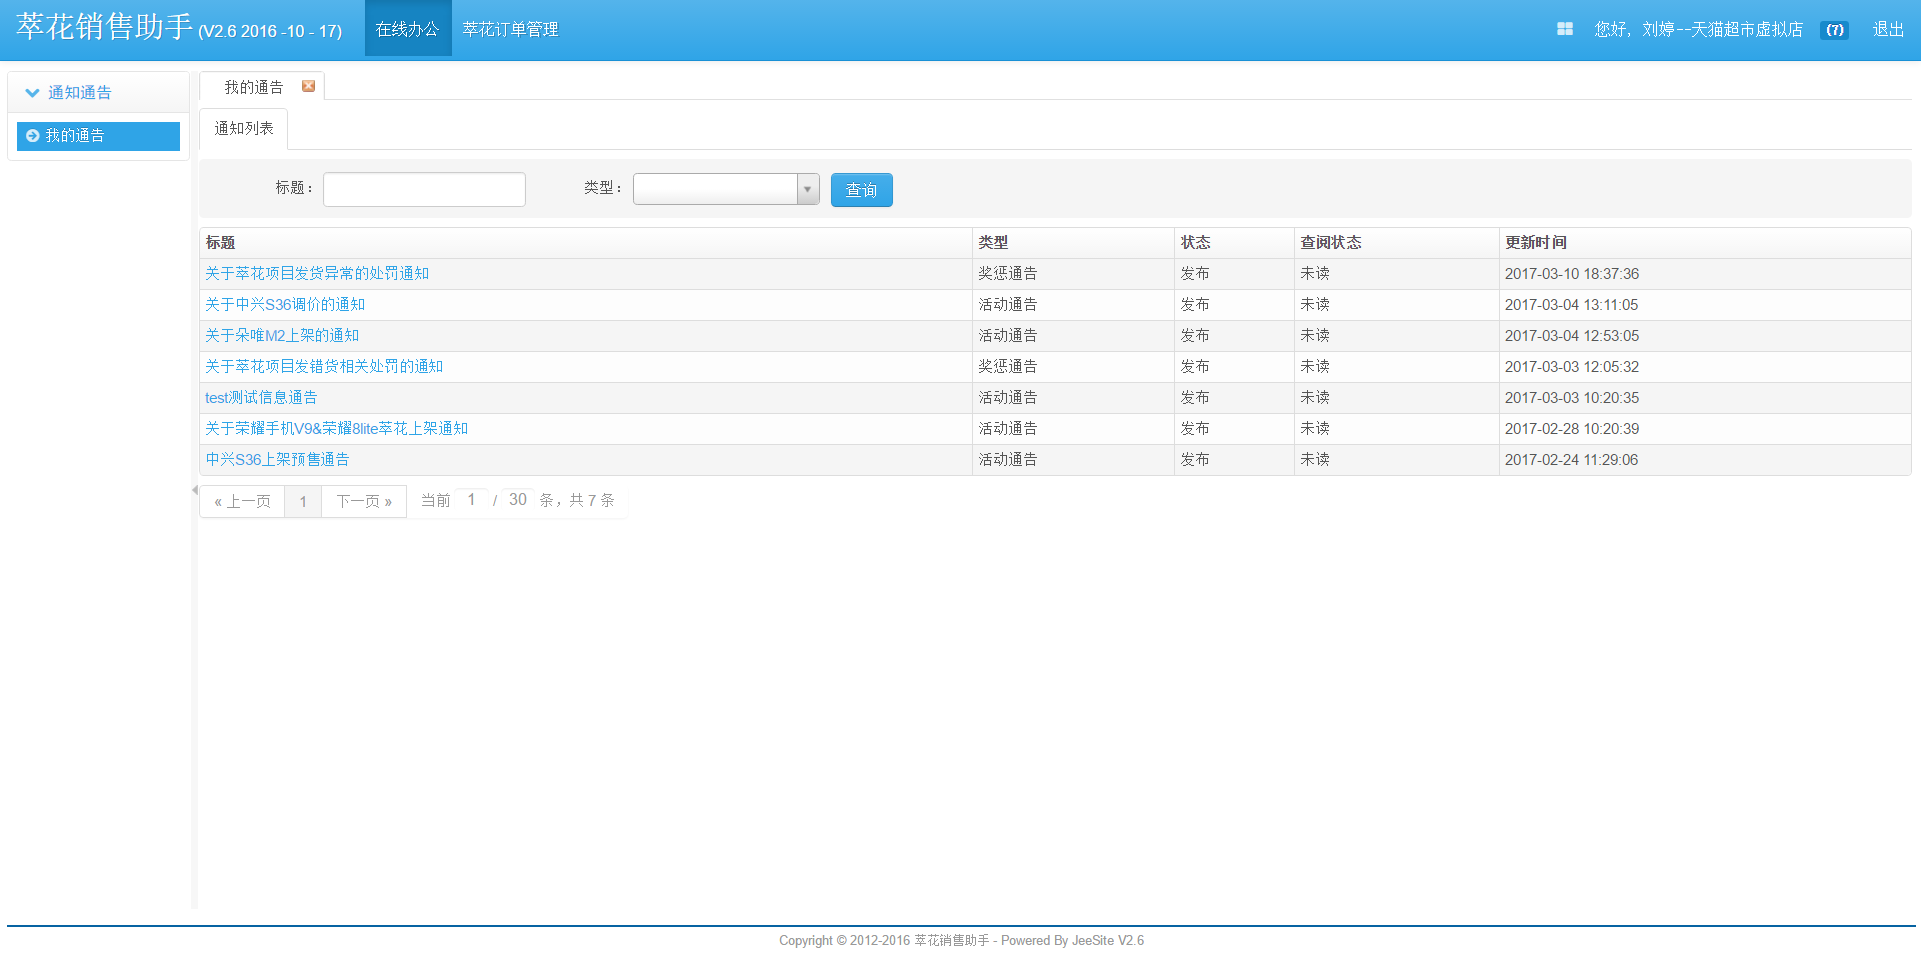 萃花销售助手 (V2.6 2016 -10 - 17) 在线办公 萃花订单管理 您好, 刘婷--天猫超市虚拟店 (7) 退出
通知通告
我的通告
我的通告
通知列表
标题： 类型： 查询
标题 类型 状态 查阅状态 更新时间
关于萃花项目发货异常的处罚通知 奖惩通告 发布 未读 2017-03-10 18:37:36
关于中兴S36调价的通知 活动通告 发布 未读 2017-03-04 13:11:05
关于朵唯M2上架的通知 活动通告 发布 未读 2017-03-04 12:53:05
关于萃花项目发错货相关处罚的通知 奖惩通告 发布 未读 2017-03-03 12:05:32
test测试信息通告 活动通告 发布 未读 2017-03-03 10:20:35
关于荣耀手机V9&荣耀8lite萃花上架通知 活动通告 发布 未读 2017-02-28 10:20:39
中兴S36上架预售通告 活动通告 发布 未读 2017-02-24 11:29:06
« 上一页 1 下一页 » 当前 1 / 30 条，共 7 条
Copyright © 2012-2016 萃花销售助手 - Powered By JeeSite V2.6